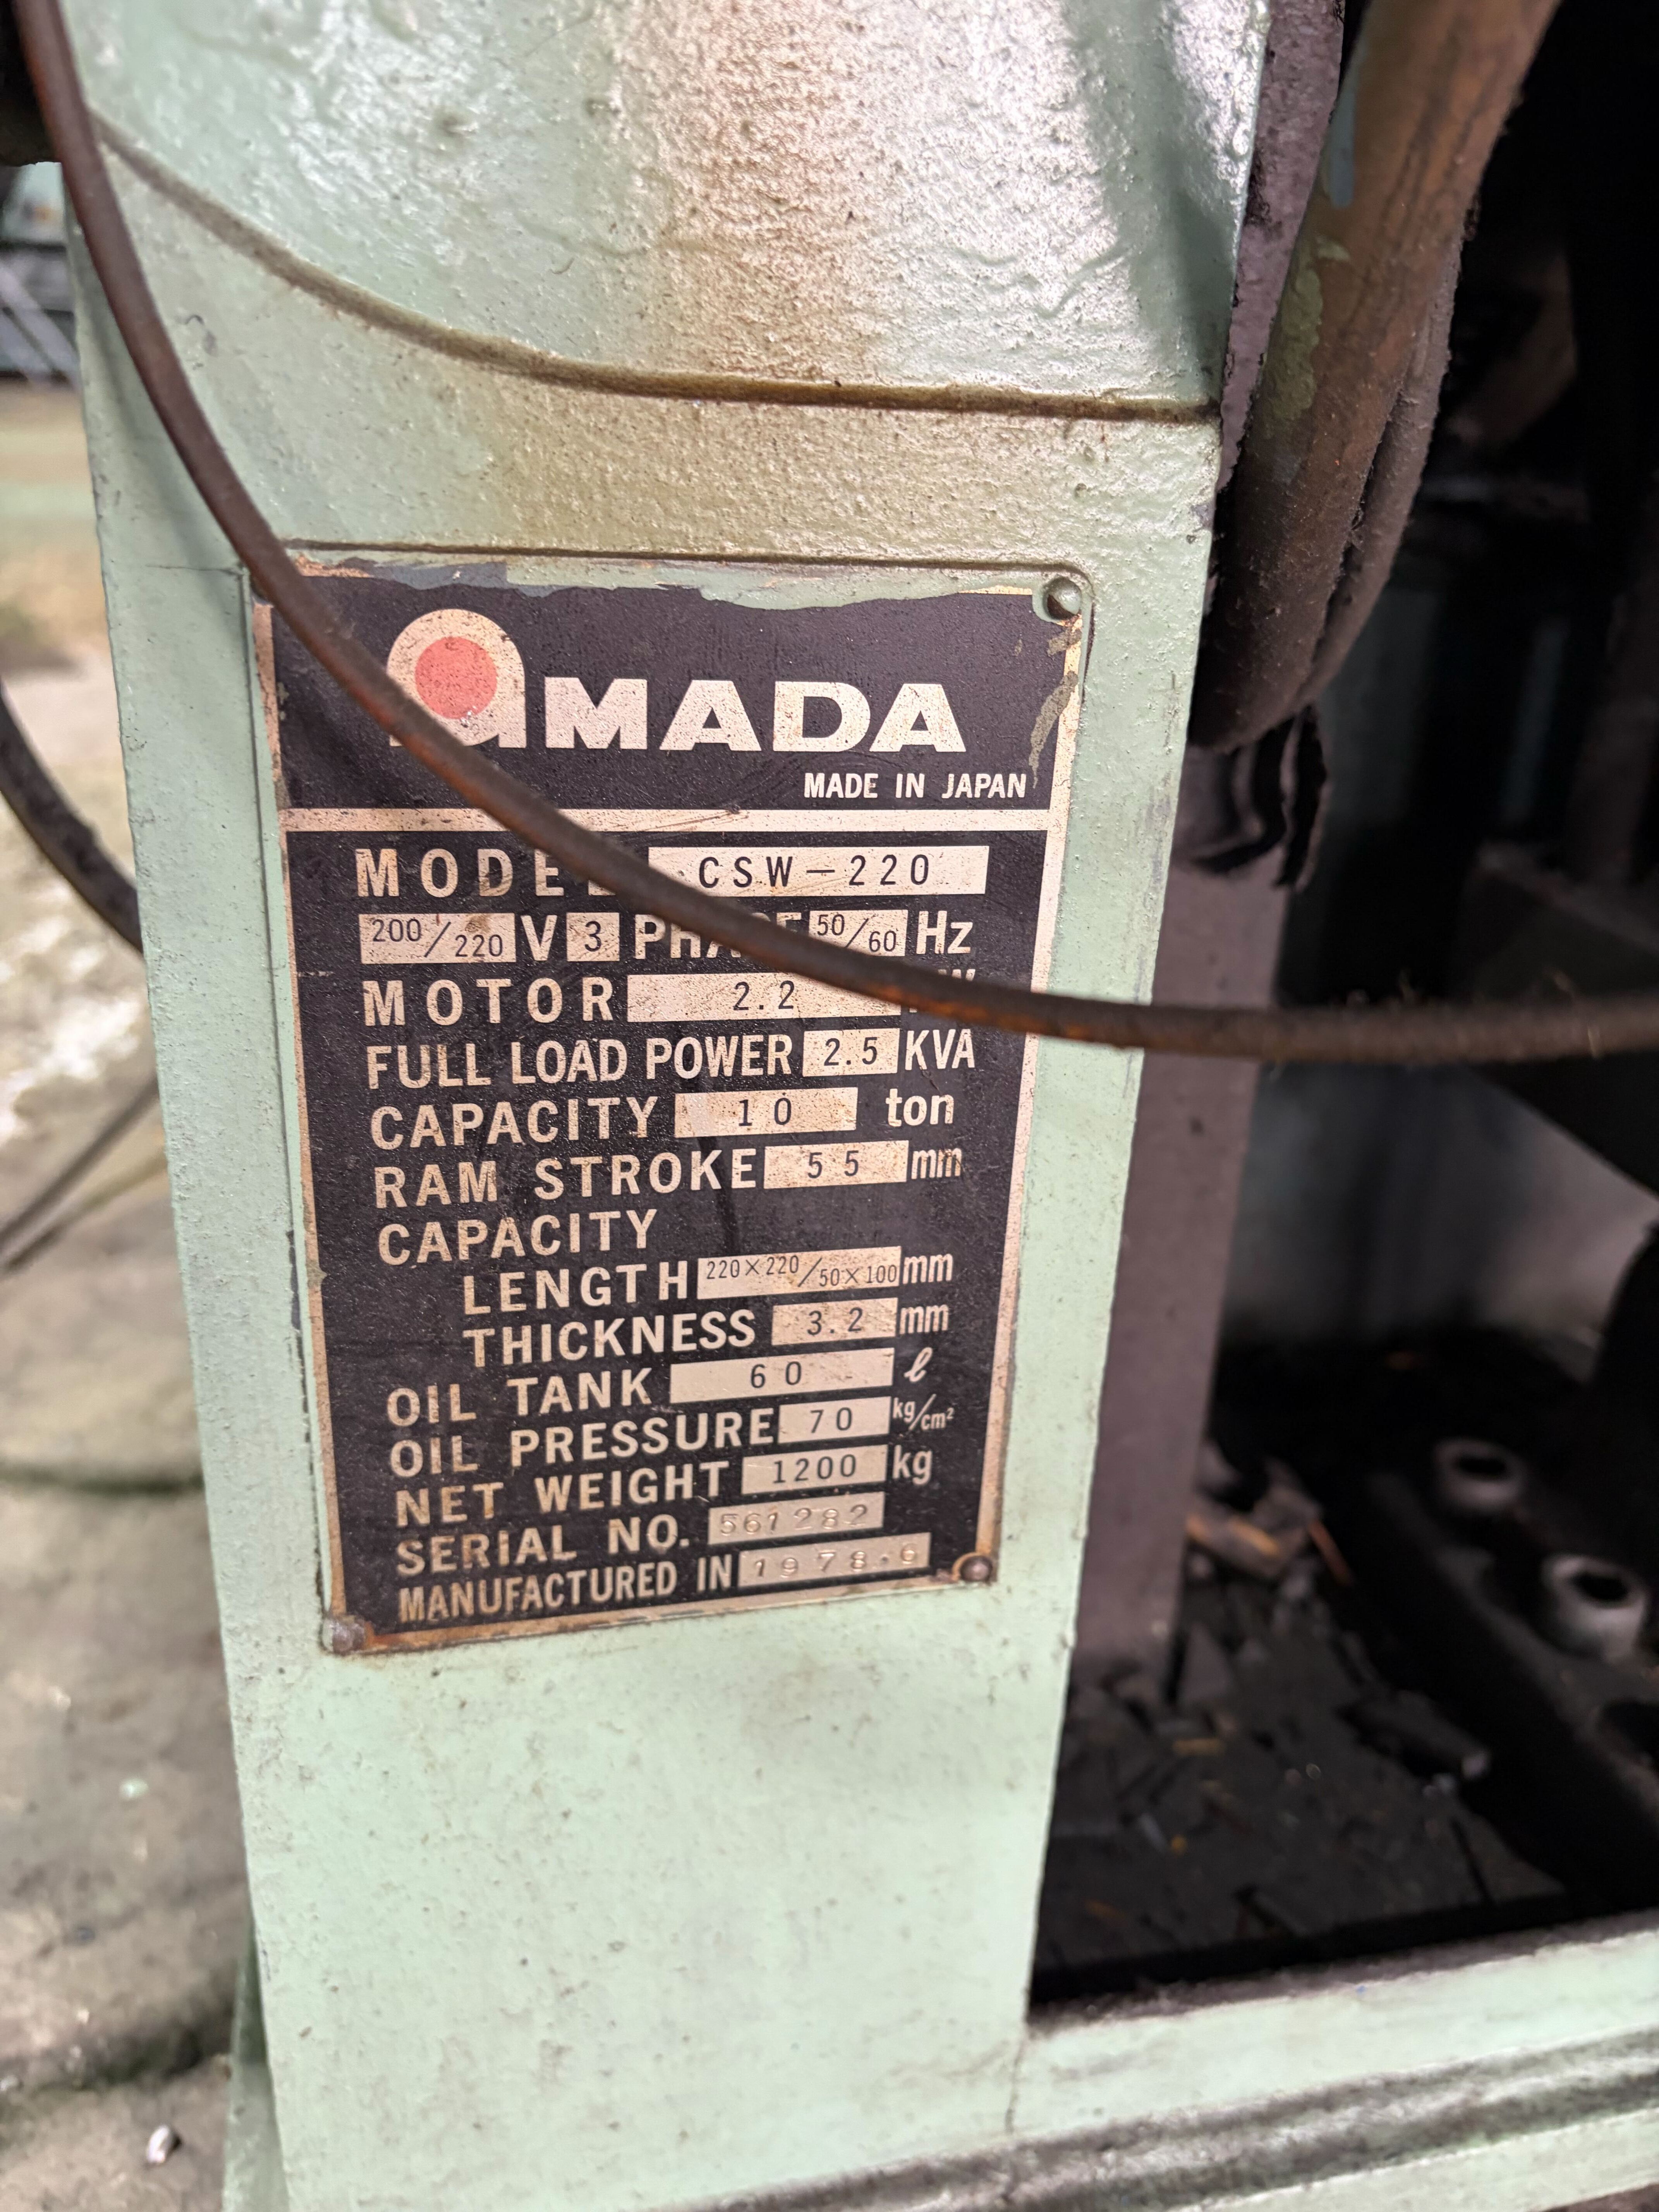 AMADA
MADE IN JAPAN
MODEL CSW-220
200/220 V 3 PHASE 50/60 Hz
MOTOR 2.2
FULL LOAD POWER 2.5 KVA
CAPACITY 10 ton
RAM STROKE 55 mm
CAPACITY
LENGTH 220×220/50×100 mm
THICKNESS 3.2 mm
OIL TANK 60 ℓ
OIL PRESSURE 70 kg/cm²
NET WEIGHT 1200 kg
SERIAL NO. 561282
MANUFACTURED IN 1978.6